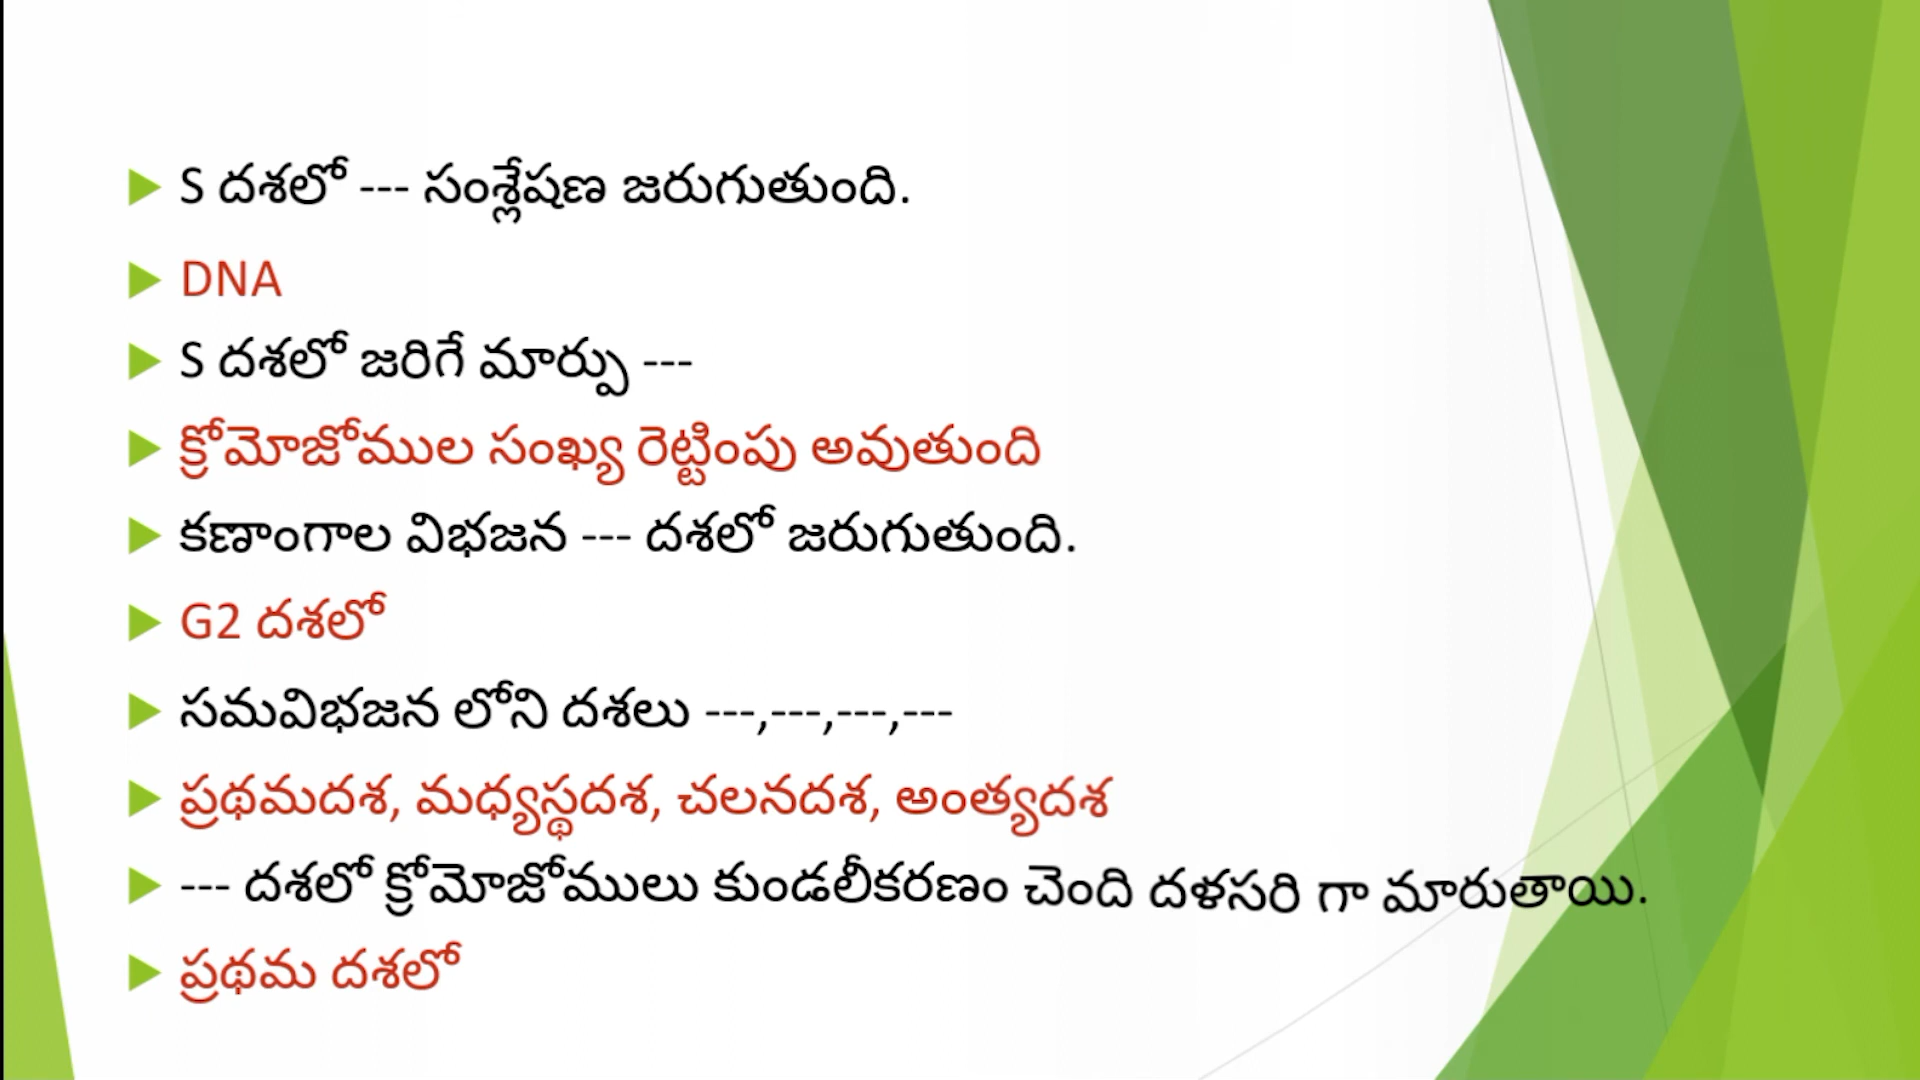 S దశలో --- సంశ్లేషణ జరుగుతుంది.
DNA
S దశలో జరిగే మార్పు ---
క్రోమోజోముల సంఖ్య రెట్టింపు అవుతుంది
కణాంగాల విభజన --- దశలో జరుగుతుంది.
G2 దశలో
సమవిభజన లోని దశలు ---,---,---,---
ప్రథమదశ, మధ్యస్థదశ, చలనదశ, అంత్యదశ
--- దశలో క్రోమోజోములు కుండలీకరణం చెంది దళసరి గా మారుతాయి.
ప్రథమ దశలో